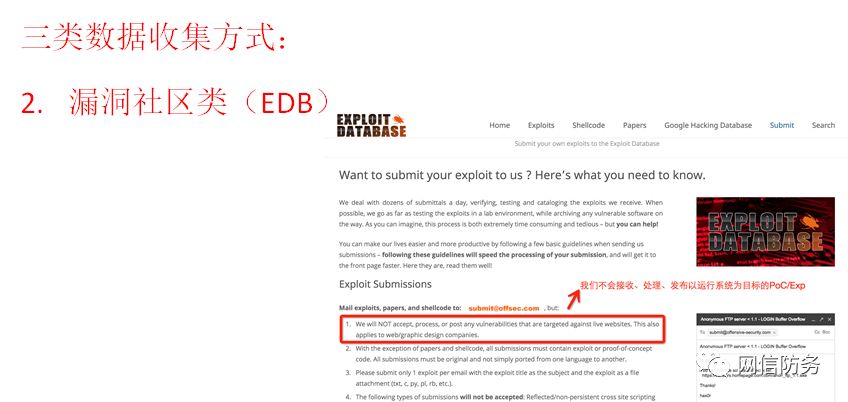 三类数据收集方式：
2. 漏洞社区类（EDB）
EXPLOIT
DATABASE
Home Exploits Shellcode Papers Google Hacking Database Submit Search
Submit your own exploits to the Exploit Database
Want to submit your exploit to us ? Here's what you need to know.
We deal with dozens of submittals a day, verifying, testing and cataloging the exploits we receive. When
possible, we go as far as testing the exploits in a lab environment, while archiving any vulnerable software on
the way. As you can imagine, this process is both extremely time consuming and tedious – but you can help!
You can make our lives easier and more productive by following a few basic guidelines when sending us
submissions – following these guidelines will speed the processing of your submission, and will get it to
the front page faster. Here they are, read them well!
EXPLOIT
DATABASE
Exploit Submissions
我们不会接收、处理、发布以运行系统为目标的PoC/Exp
Mail exploits, papers, and shellcode to: submit@offsec.com , but:
1. We will NOT accept, process, or post any vulnerabilities that are targeted against live websites. This also
applies to web/graphic design companies.
2. With the exception of papers and shellcode, all submissions must contain exploit or proof-of-concept
code. All submissions must be original and not simply ported from one language to another.
3. Please submit only 1 exploit per email with the exploit title as the subject and the exploit as a file
attachment (txt, c, py, pl, rb, etc.).
4. The following types of submissions will not be accepted: Reflected/non-persistent cross site scripting
Anonymous FTP server < 1.1 - LOGIN Buffer Overflow
To submit@offensive-security.com Cc Bcc
Anonymous FTP server < 1.1 - LOGIN Buffer Overflow
网信防务
Thanks!
hax0r